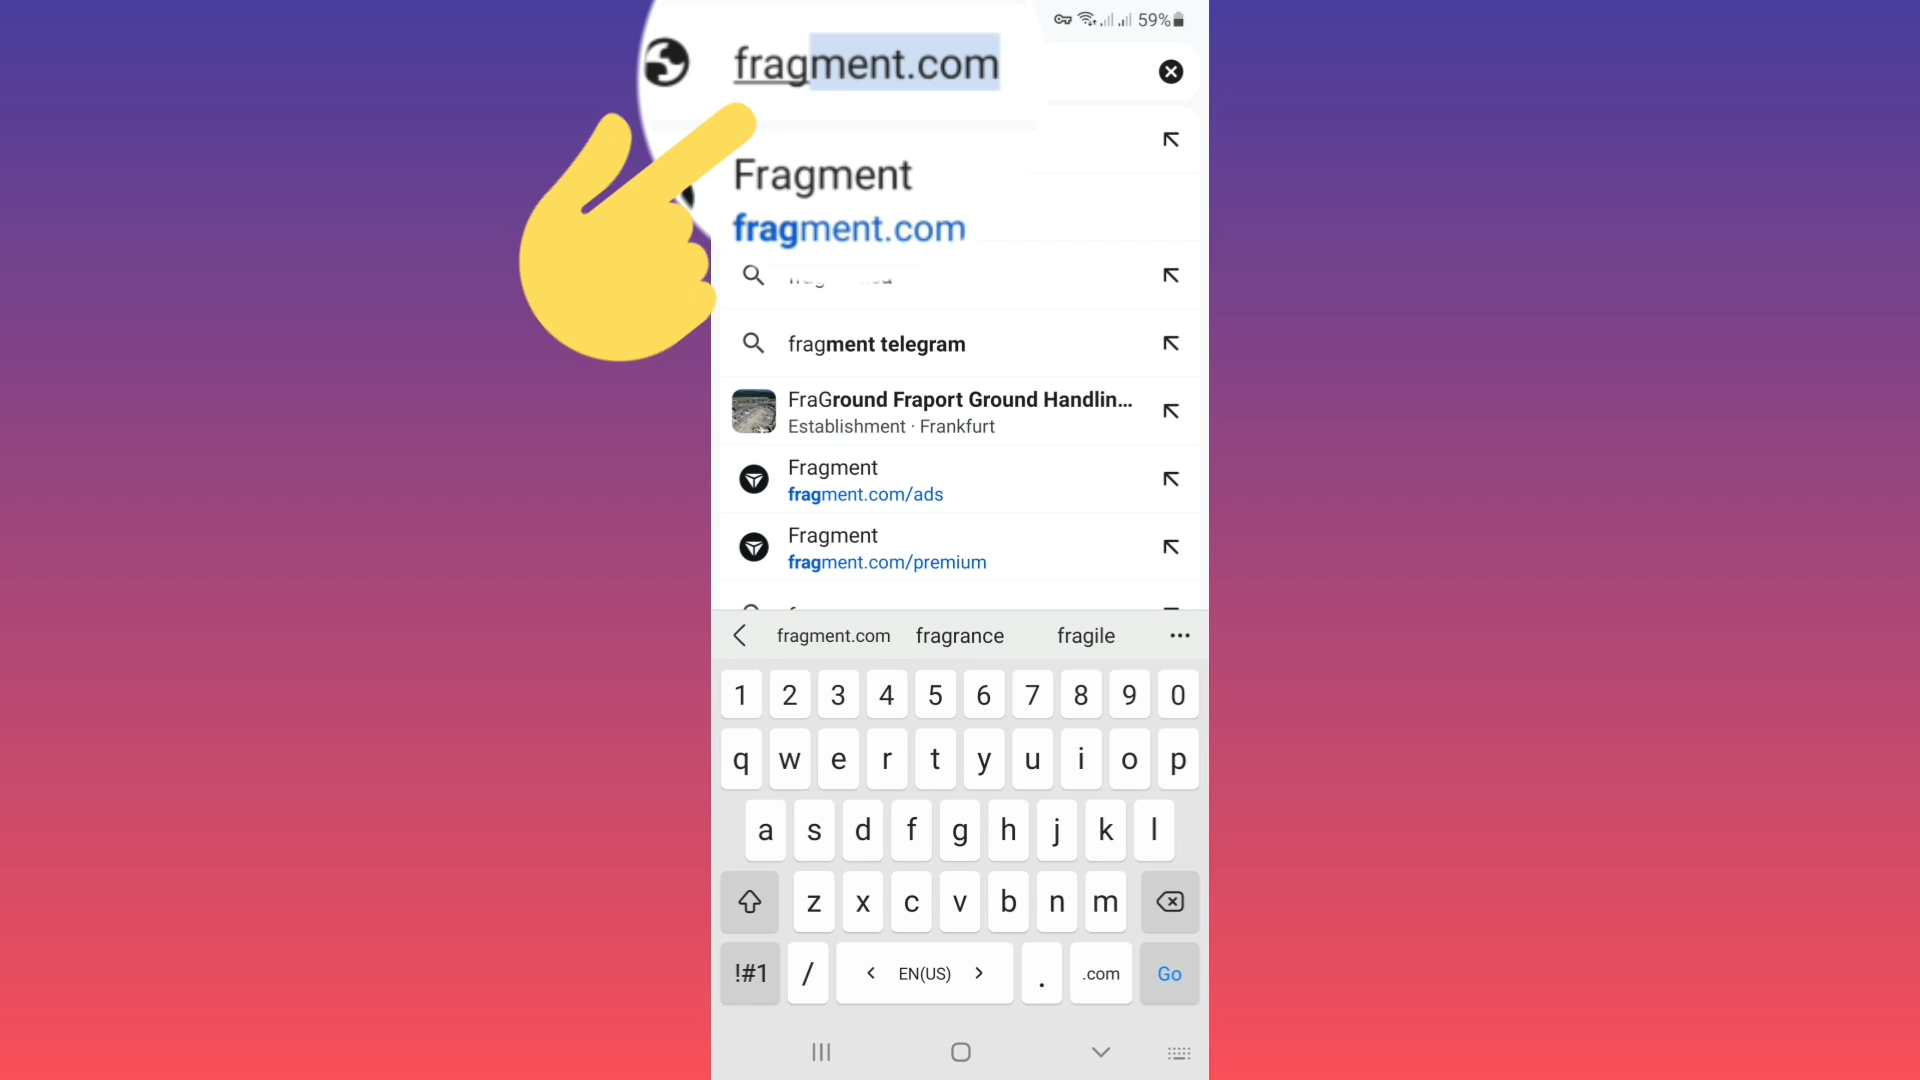 59%
fragment.com
Fragment
fragment.com
fragment telegram
FraGround Fraport Ground Handlin...
Establishment · Frankfurt
Fragment
fragment.com/ads
Fragment
fragment.com/premium
fragment.com fragrance fragile
1 2 3 4 5 6 7 8 9 0
q w e r t y u i o p
a s d f g h j k l
z x c v b n m
!#1 / < EN(US) > . .com Go